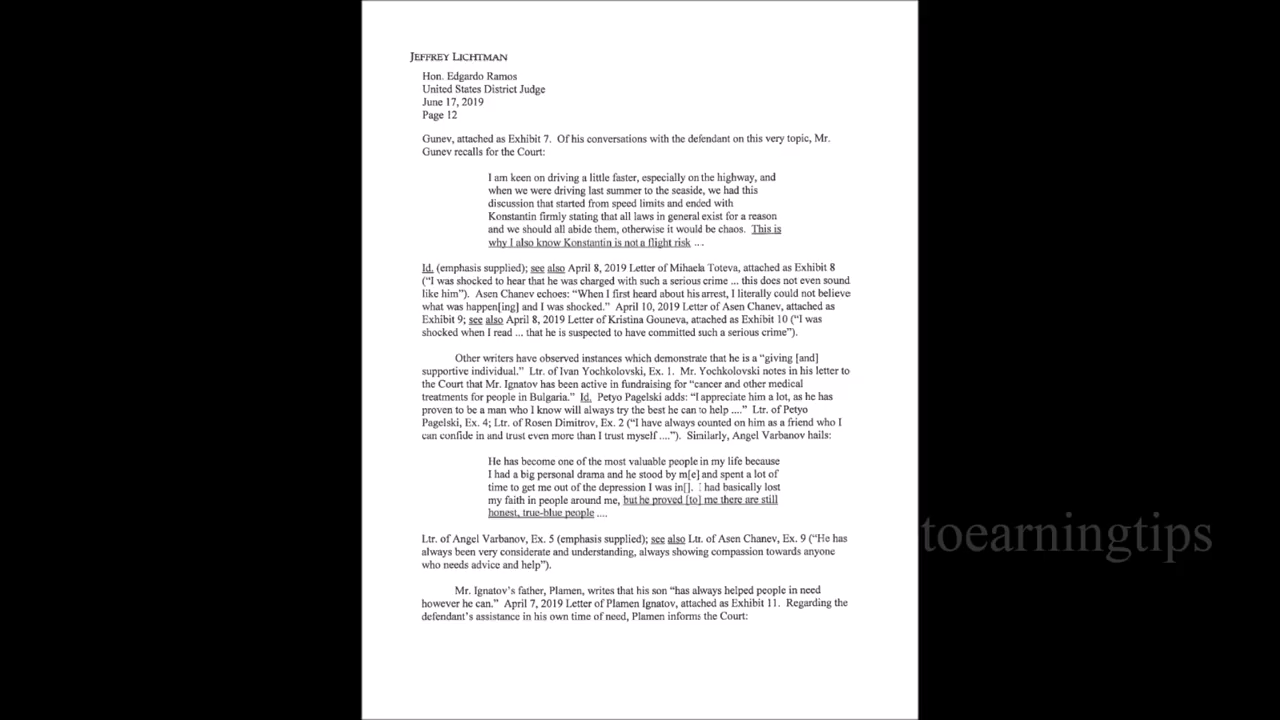 JEFFREY LICHTMAN
Hon. Edgardo Ramos
United States District Judge
June 17, 2019
Page 12
Gunev, attached as Exhibit 7. Of his conversations with the defendant on this very topic, Mr.
Gunev recalls for the Court:
I am keen on driving a little faster, especially on the highway, and
when we were driving last summer to the seaside, we had this
discussion that started from speed limits and ended with
Konstantin firmly stating that all laws in general exist for a reason
and we should all abide them, otherwise it would be chaos. This is
why I also know Konstantin is not a flight risk ...
Id. (emphasis supplied); see also April 8, 2019 Letter of Mihaela Toteva, attached as Exhibit 8
(“I was shocked to hear that he was charged with such a serious crime ... this does not even sound
like him”). Asen Chanev echoes: “When I first heard about his arrest, I literally could not believe
what was happen[ing] and I was shocked.” April 10, 2019 Letter of Asen Chanev, attached as
Exhibit 9; see also April 8, 2019 Letter of Kristina Gouneva, attached as Exhibit 10 (“I was
shocked when I read ... that he is suspected to have committed such a serious crime”).
Other writers have observed instances which demonstrate that he is a “giving [and]
supportive individual.” Ltr. of Ivan Yochkolovski, Ex. 1. Mr. Yochkolovski notes in his letter to
the Court that Mr. Ignatov has been active in fundraising for “cancer and other medical
treatments for people in Bulgaria.” Id. Petyo Pagelski adds: “I appreciate him a lot, as he has
proven to be a man who I know will always try the best he can to help ....” Ltr. of Petyo
Pagelski, Ex. 4; Ltr. of Rosen Dimitrov, Ex. 2 (“I have always counted on him as a friend who I
can confide in and trust even more than I trust myself ....”). Similarly, Angel Varbanov hails:
He has become one of the most valuable people in my life because
I had a big personal drama and he stood by m[e] and spent a lot of
time to get me out of the depression I was in[]. I had basically lost
my faith in people around me, but he proved [to] me there are still
honest, true-blue people ....
Ltr. of Angel Varbanov, Ex. 5 (emphasis supplied); see also Ltr. of Asen Chanev, Ex. 9 (“He has
always been very considerate and understanding, always showing compassion towards anyone
who needs advice and help”).
Mr. Ignatov’s father, Plamen, writes that his son “has always helped people in need
however he can.” April 7, 2019 Letter of Plamen Ignatov, attached as Exhibit 11. Regarding the
defendant’s assistance in his own time of need, Plamen informs the Court:
toearningtips